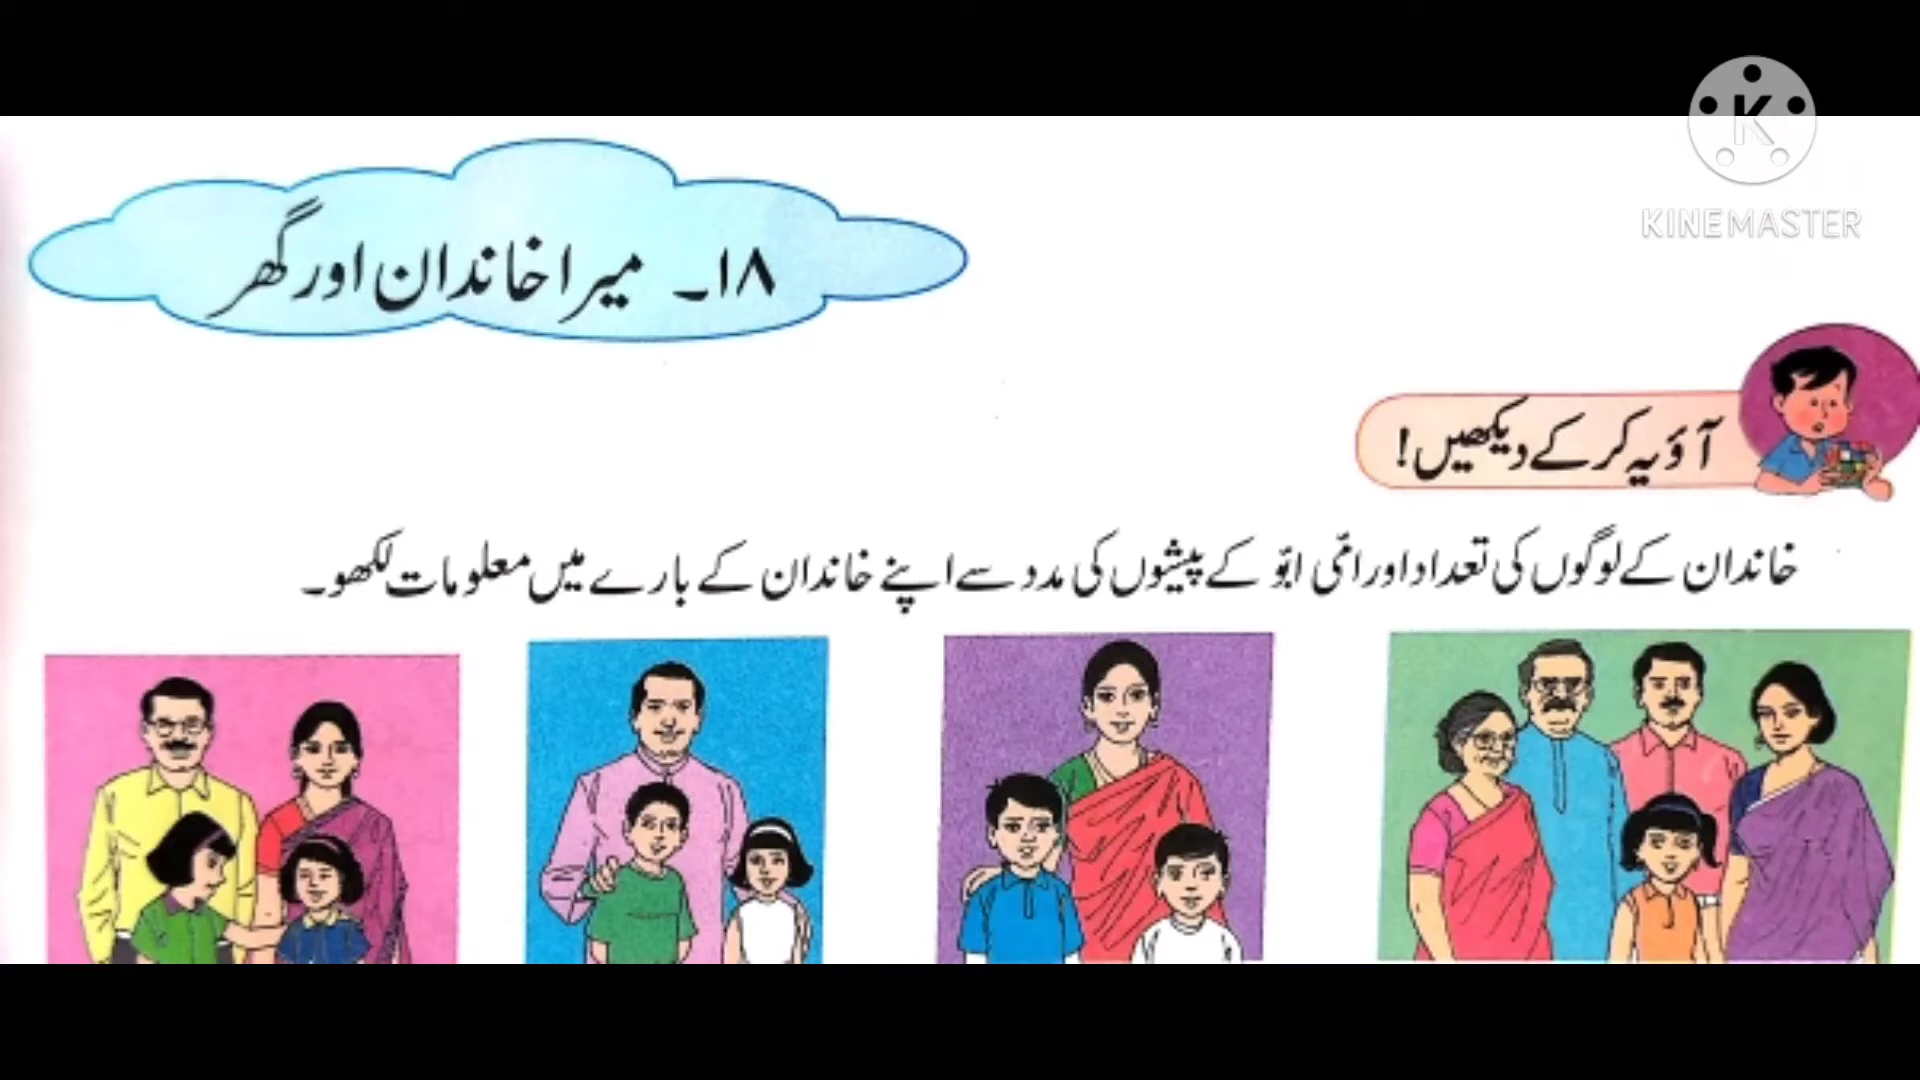 KINEMASTER
۱۸۔ میرا خاندان اور گھر
آؤ یہ کر کے دیکھیں!
خاندان کے لوگوں کی تعداد اور امّی ابوّ کے پیشوں کی مدد سے اپنے خاندان کے بارے میں معلومات لکھو۔